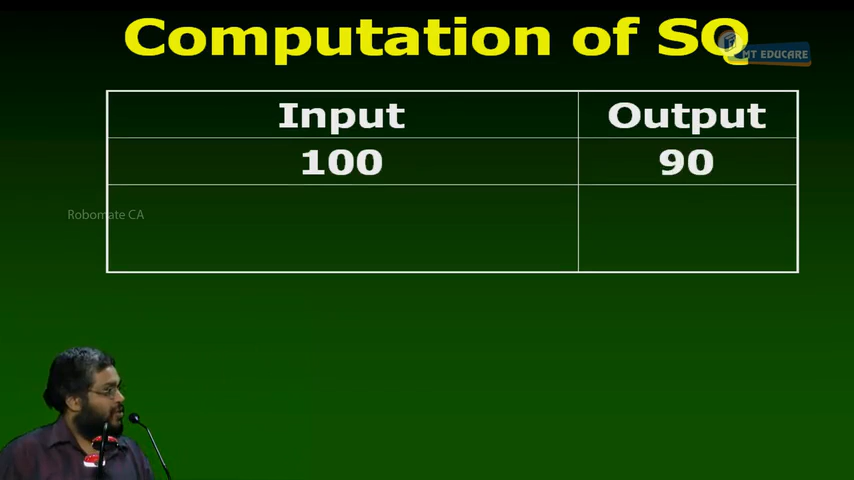 Computation of SQ
MT EDUCARE
Input Output
100 90
Robomate CA